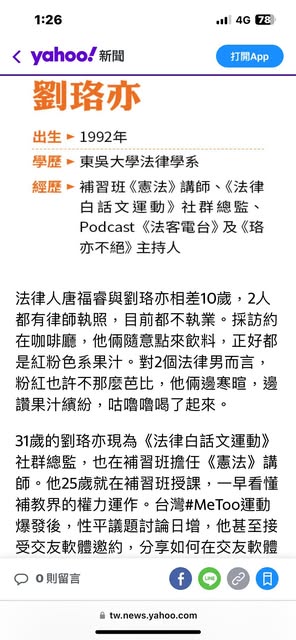 1:26
4G 78
yahoo! 新聞
打開App
劉珞亦
出生 ► 1992年
學歷 ► 東吳大學法律學系
經歷 ► 補習班《憲法》講師、《法律
白話文運動》社群總監、
Podcast《法客電台》及《珞
亦不絕》主持人
法律人唐福睿與劉珞亦相差10歲，2人
都有律師執照，目前都不執業。採訪約
在咖啡廳，他倆隨意點來飲料，正好都
是紅粉色系果汁。對2個法律男而言，
粉紅也許不那麼芭比，他倆邊寒暄，邊
讚果汁繽紛，咕嚕嚕喝了起來。
31歲的劉珞亦現為《法律白話文運動》
社群總監，也在補習班擔任《憲法》講
師。他25歲就在補習班授課，一早看懂
補教界的權力運作。台灣#MeToo運動
爆發後，性平議題討論日增，他甚至接
受交友軟體邀約，分享如何在交友軟體
0 則留言
tw.news.yahoo.com